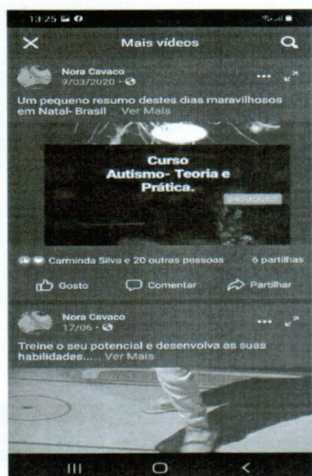 13:25
Mais vídeos
Nora Cavaco
9/03/2020
Um pequeno resumo destes dias maravilhosos
em Natal- Brasil ... Ver Mais
Curso
Autismo- Teoria e
Prática.
Carminda Silva e 20 outras pessoas 6 partilhas
Gosto Comentar Partilhar
Nora Cavaco
17/06
Treine o seu potencial e desenvolva as suas
habilidades..... Ver Mais